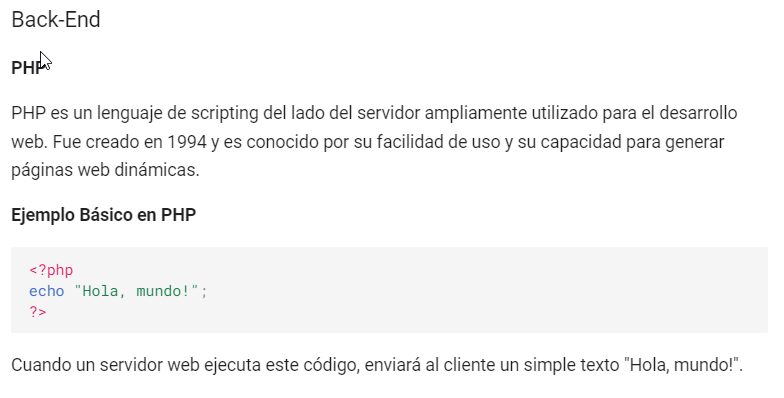 Back-End
PHP
PHP es un lenguaje de scripting del lado del servidor ampliamente utilizado para el desarrollo
web. Fue creado en 1994 y es conocido por su facilidad de uso y su capacidad para generar
páginas web dinámicas.
Ejemplo Básico en PHP
<?php
echo "Hola, mundo!";
?>
Cuando un servidor web ejecuta este código, enviará al cliente un simple texto "Hola, mundo!".